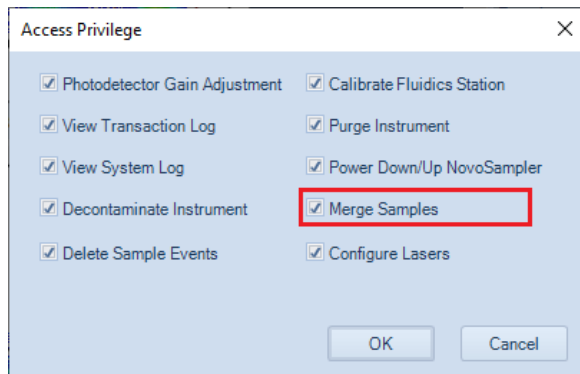 Access Privilege
Photodetector Gain Adjustment
Calibrate Fluidics Station
View Transaction Log
Purge Instrument
View System Log
Power Down/Up NovoSampler
Decontaminate Instrument
Merge Samples
Delete Sample Events
Configure Lasers
OK
Cancel